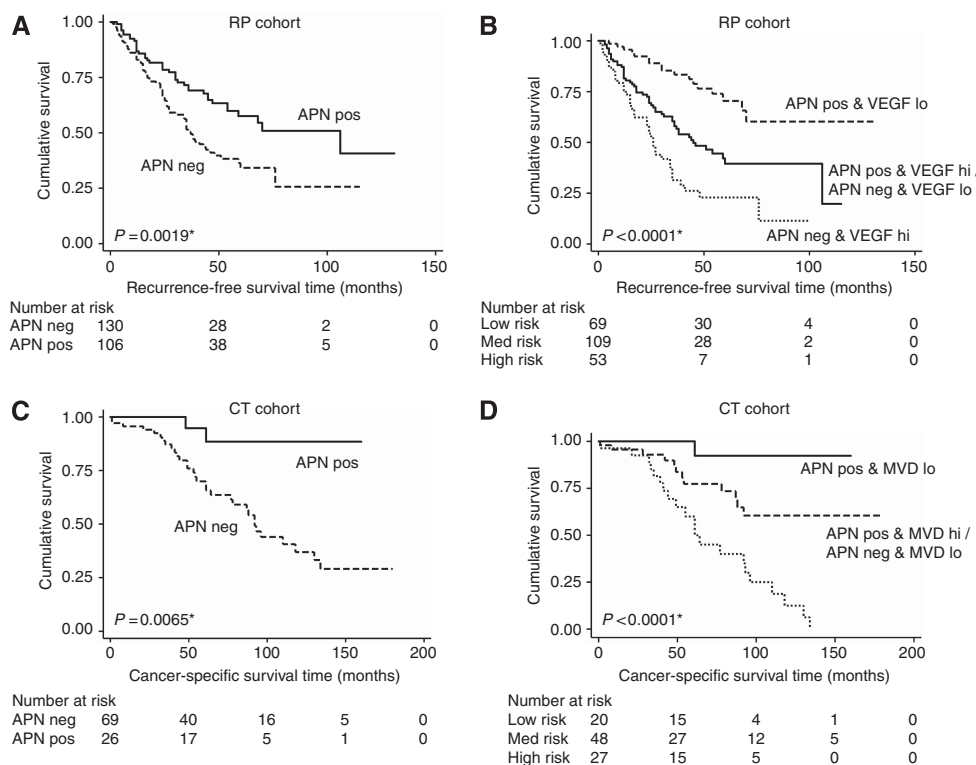 A
RP cohort
1.00
0.75
0.50
0.25
0.00
Cumulative survival
APN pos
APN neg
P=0.0019*
0 50 100 150
Recurrence-free survival time (months)
Number at risk
APN neg 130 28 2 0
APN pos 106 38 5 0
B
RP cohort
1.00
0.75
0.50
0.25
0.00
Cumulative survival
APN pos & VEGF lo
APN pos & VEGF hi /
APN neg & VEGF lo
APN neg & VEGF hi
P<0.0001*
0 50 100 150
Recurrence-free survival time (months)
Number at risk
Low risk 69 30 4 0
Med risk 109 28 2 0
High risk 53 7 1 0
C
CT cohort
1.00
0.75
0.50
0.25
0.00
Cumulative survival
APN pos
APN neg
P=0.0065*
0 50 100 150 200
Cancer-specific survival time (months)
Number at risk
APN neg 69 40 16 5 0
APN pos 26 17 5 1 0
D
CT cohort
1.00
0.75
0.50
0.25
0.00
Cumulative survival
APN pos & MVD lo
APN pos & MVD hi /
APN neg & MVD lo
P<0.0001*
0 50 100 150 200
Cancer-specific survival time (months)
Number at risk
Low risk 20 15 4 1 0
Med risk 48 27 12 5 0
High risk 27 15 5 0 0